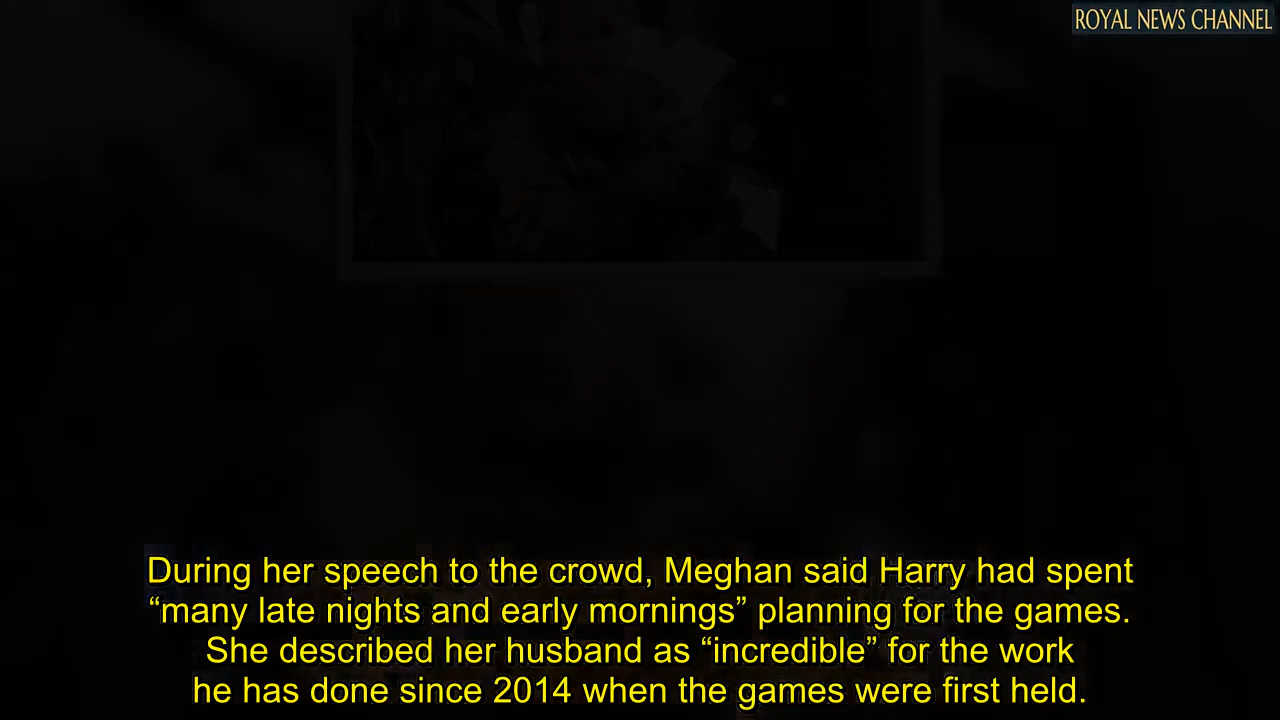 ROYAL NEWS CHANNEL
During her speech to the crowd, Meghan said Harry had spent
“many late nights and early mornings” planning for the games.
She described her husband as “incredible” for the work
he has done since 2014 when the games were first held.